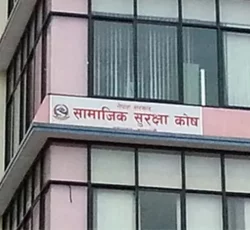 नेपाल सरकार
सामाजिक सुरक्षा कोष